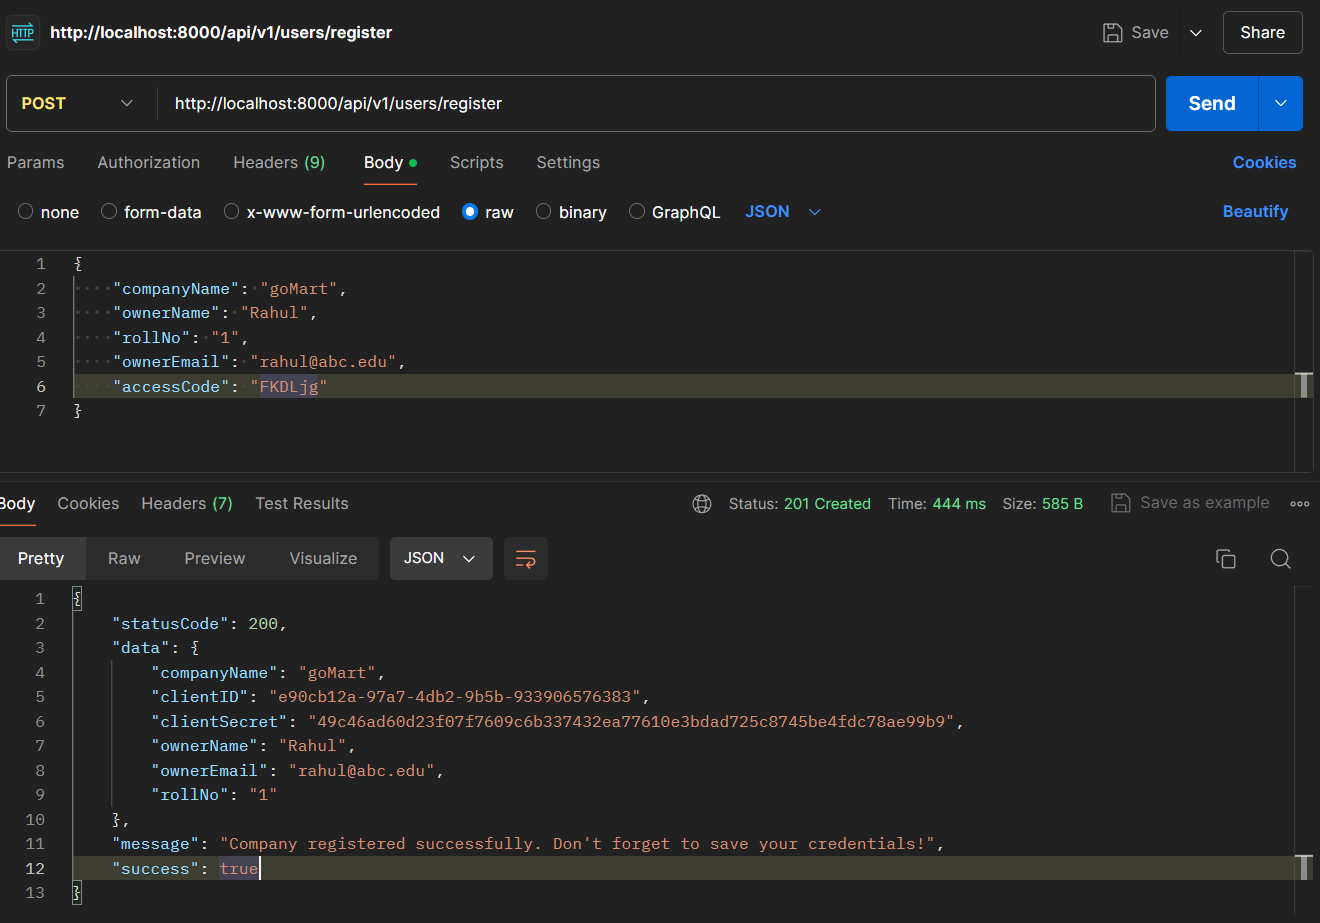 HTTP http://localhost:8000/api/v1/users/register Save Share
POST http://localhost:8000/api/v1/users/register Send
Params Authorization Headers (9) Body Scripts Settings Cookies
none form-data x-www-form-urlencoded raw binary GraphQL JSON Beautify
1 {
2 "companyName": "goMart",
3 "ownerName": "Rahul",
4 "rollNo": "1",
5 "ownerEmail": "rahul@abc.edu",
6 "accessCode": "FKDLjg"
7 }
Body Cookies Headers (7) Test Results Status: 201 Created Time: 444 ms Size: 585 B Save as example
Pretty Raw Preview Visualize JSON
1 {
2 "statusCode": 200,
3 "data": {
4 "companyName": "goMart",
5 "clientID": "e90cb12a-97a7-4db2-9b5b-933906576383",
6 "clientSecret": "49c46ad60d23f07f7609c6b337432ea77610e3bdad725c8745be4fdc78ae99b9",
7 "ownerName": "Rahul",
8 "ownerEmail": "rahul@abc.edu",
9 "rollNo": "1"
10 },
11 "message": "Company registered successfully. Don't forget to save your credentials!",
12 "success": true
13 }